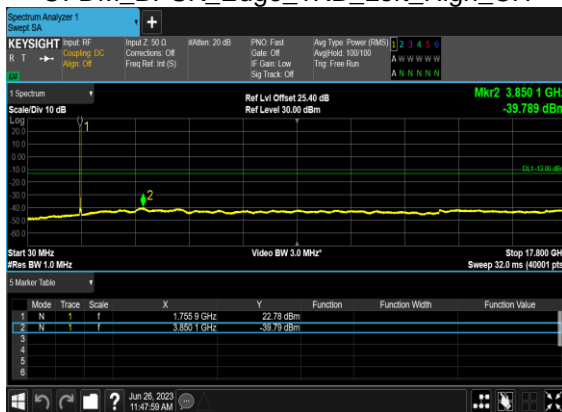 Spectrum Analyzer 1
Swept SA
+
KEYSIGHT
R T
LU
Input: RF
Coupling: DC
Align: Off
Input Z: 50 Ω
Corrections: Off
Freq Ref: Int (S)
#Atten: 20 dB
PNO: Fast
Gate: Off
IF Gain: Low
Sig Track: Off
Avg Type: Power (RMS)
Avg|Hold: 100/100
Trig: Free Run
1 2 3 4 5 6
A W W W W W
A N N N N N
1 Spectrum
Scale/Div 10 dB
Ref Lvl Offset 25.40 dB
Ref Level 30.00 dBm
Mkr2 3.850 1 GH
-39.789 dBm
Log
20.0
10.0
0.00
-10.0
-20.0
-30.0
-40.0
-50.0
-60.0
1
2
DL1 -13.00 dB
Start 30 MHz
#Res BW 1.0 MHz
Video BW 3.0 MHz*
Stop 17.800 GH
Sweep 32.0 ms (40001 pts
5 Marker Table
Mode Trace Scale X Y Function Function Width Function Value
1 N 1 f 1.755 9 GHz 22.78 dBm
2 N 1 f 3.850 1 GHz -39.79 dBm
3
4
5
6
?
Jun 26, 2023
11:47:59 AM